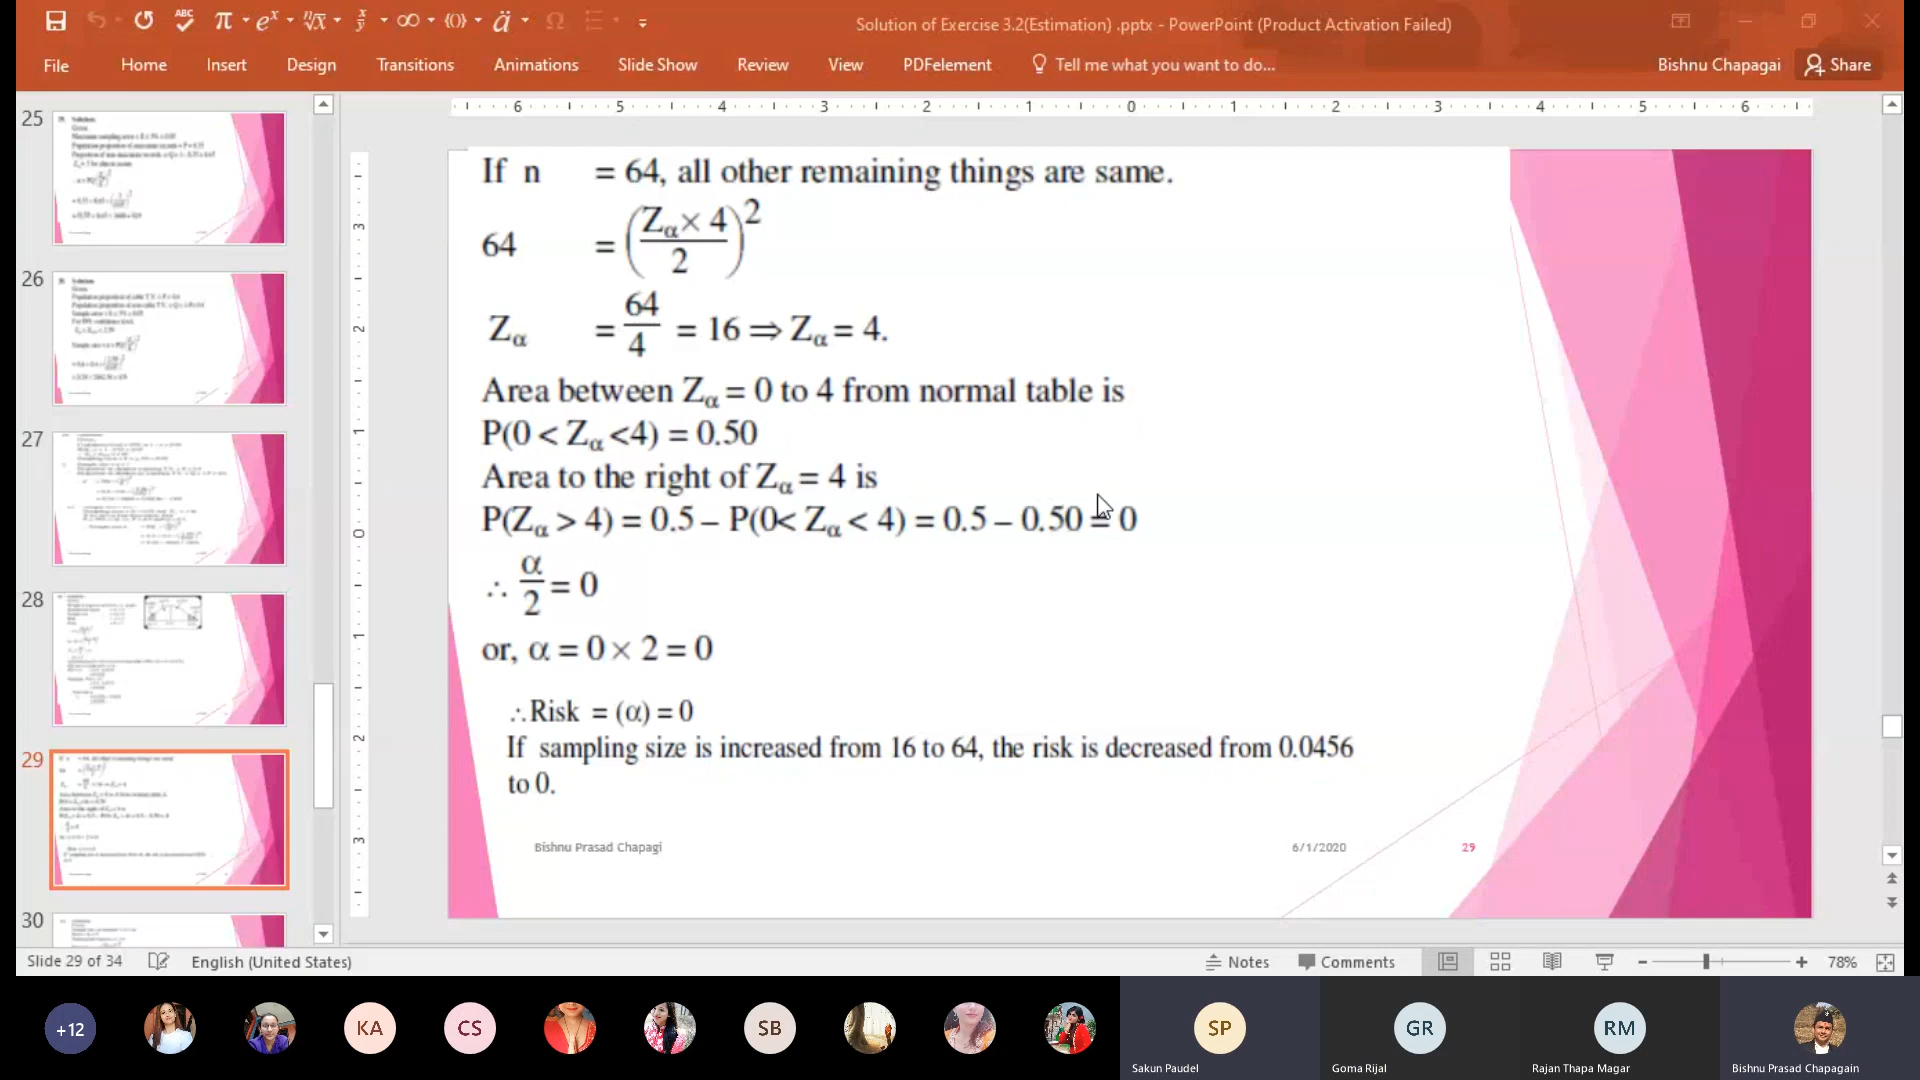 Solution of Exercise 3.2(Estimation) .pptx - PowerPoint (Product Activation Failed)
File Home Insert Design Transitions Animations Slide Show Review View PDFelement Tell me what you want to do... Bishnu Chapagai Share
25
26
27
28
29
30
If n = 64, all other remaining things are same.
64 = (Zα × 4 / 2)²
Zα = 64/4 = 16 ⇒ Zα = 4.
Area between Zα = 0 to 4 from normal table is
P(0 < Zα <4) = 0.50
Area to the right of Zα = 4 is
P(Zα > 4) = 0.5 – P(0< Zα < 4) = 0.5 – 0.50 = 0
∴ α/2 = 0
or, α = 0 × 2 = 0
∴Risk = (α) = 0
If sampling size is increased from 16 to 64, the risk is decreased from 0.0456
to 0.
Bishnu Prasad Chapagi 6/1/2020 29
Slide 29 of 34 English (United States) Notes Comments 78%
+12 KA CS SB SP GR RM
Sakun Paudel Goma Rijal Rajan Thapa Magar Bishnu Prasad Chapagain